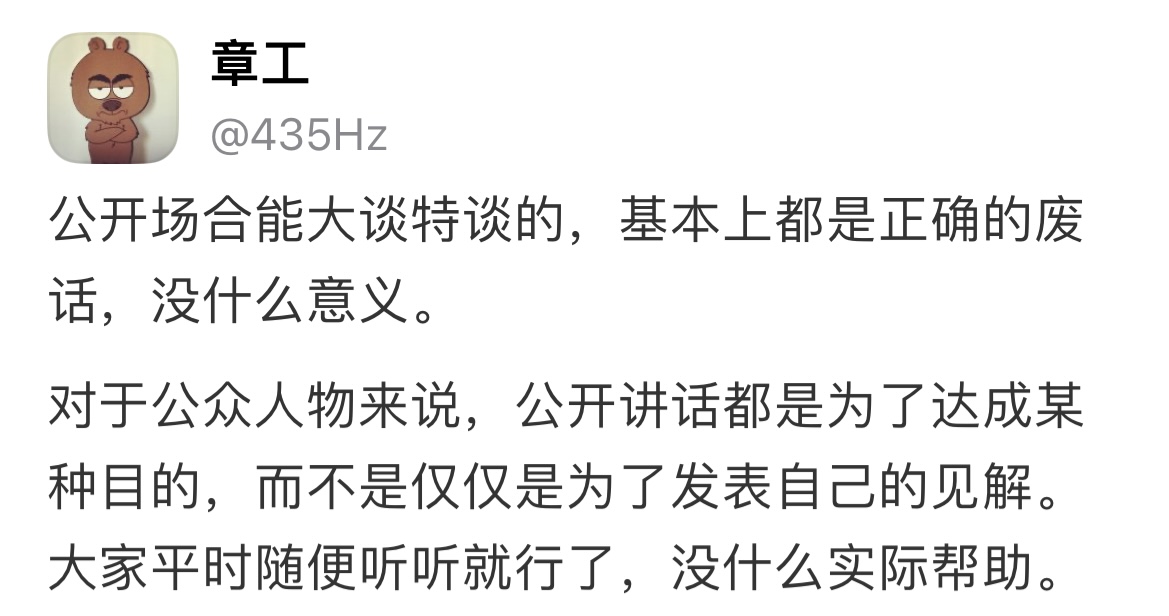 章工
@435Hz
公开场合能大谈特谈的，基本上都是正确的废
话，没什么意义。
对于公众人物来说，公开讲话都是为了达成某
种目的，而不是仅仅是为了发表自己的见解。
大家平时随便听听就行了，没什么实际帮助。